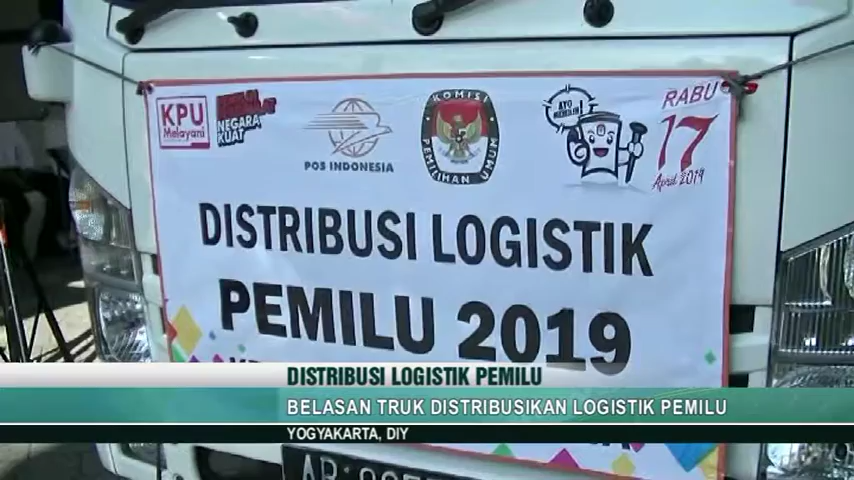 KPU
Melayani
NEGARA
KUAT
POS INDONESIA
KOMISI
PEMILIHAN UMUM
AYO
MEMILIH!
RABU
17
April 2019
DISTRIBUSI LOGISTIK
PEMILU 2019
DISTRIBUSI LOGISTIK PEMILU
BELASAN TRUK DISTRIBUSIKAN LOGISTIK PEMILU
YOGYAKARTA, DIY